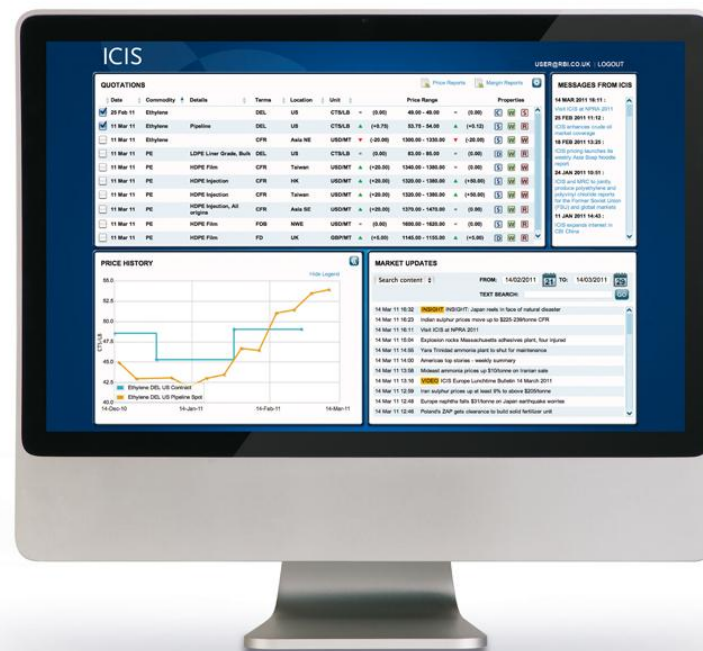 ICIS
USER@RBI.CO.UK | LOGOUT
QUOTATIONS
Price Reports
Margin Reports
Date Commodity Details Terms Location Unit Price Range Properties
25 Feb 11 Ethylene DEL US CTS/LB (0.00) 49.00 - 49.00 (0.00) C W S
11 Mar 11 Ethylene Pipeline DEL US CTS/LB (+0.75) 53.75 - 54.00 (+0.12) S W W
11 Mar 11 Ethylene CFR Asia NE USD/MT (-20.00) 1300.00 - 1330.00 (-20.00) S W W
11 Mar 11 PE LDPE Liner Grade, Bulk DEL US CTS/LB (0.00) (0.00) D W R
11 Mar 11 PE HDPE Film CFR Taiwan USD/MT (+20.00) 1340.00 - 1380.00 S W R
11 Mar 11 PE HDPE Injection CFR HK USD/MT 1320.00 - 1380.00 S W R
11 Mar 11 PE HDPE Injection CFR Taiwan USD/MT (+20.00) 1320.00 - 1380.00 (+50.00) S W R
11 Mar 11 PE HDPE Injection, All origins CFR Asia SE USD/MT (+20.00) 1370.00 - 1470.00 (0.00) S W R
11 Mar 11 PE HDPE Film FOB NWE USD/MT (0.00) 1600.00 - 1620.00 (0.00) S W R
11 Mar 11 PE HDPE Film FD UK GBP/MT (+5.00) 1145.00 - 1155.00 (+5.00) D W R
MESSAGES FROM ICIS
14 MAR 2011 16:11 :
Visit ICIS at NPRA 2011
25 FEB 2011 11:12 :
ICIS enhances crude oil
market coverage
18 FEB 2011 13:25 :
ICIS pricing launches its
weekly Asia Soap Noodle
report
24 JAN 2011 10:51 :
ICIS and MRC to jointly
produce polyethylene and
polyvinyl chloride reports
for the Former Soviet Union
(FSU) and global markets
11 JAN 2011 14:43 :
ICIS expands interest in
CBI China
PRICE HISTORY
Hide Legend
CTS/LB
55.0
52.5
50.0
47.5
45.0
42.5
40.0
Ethylene DEL US Contract
Ethylene DEL US Pipeline Spot
14-Dec-10 14-Jan-11 14-Feb-11 14-Mar-11
MARKET UPDATES
Search content FROM: 14/02/2011 21 TO: 14/03/2011 29
TEXT SEARCH: GO
14 Mar 11 16:32 INSIGHT INSIGHT: Japan reels in face of natural disaster
14 Mar 11 16:23 Indian sulphur prices move up to $225-239/tonne CFR
14 Mar 11 16:11 Visit ICIS at NPRA 2011
14 Mar 11 15:04 Explosion rocks Massachusetts adhesives plant, four injured
14 Mar 11 14:55 Yara Trinidad ammonia plant to shut for maintenance
14 Mar 11 14:00 Americas top stories - weekly summary
14 Mar 11 13:58 Mideast ammonia prices up $10/tonne on Iranian sale
14 Mar 11 13:16 VIDEO ICIS Europe Lunchtime Bulletin 14 March 2011
14 Mar 11 12:59 Iran sulphur prices up at least 9% to above $205/tonne
14 Mar 11 12:49 Europe naphtha falls $31/tonne on Japan earthquake worries
14 Mar 11 12:46 Poland's ZAP gets clearance to build solid fertilizer unit